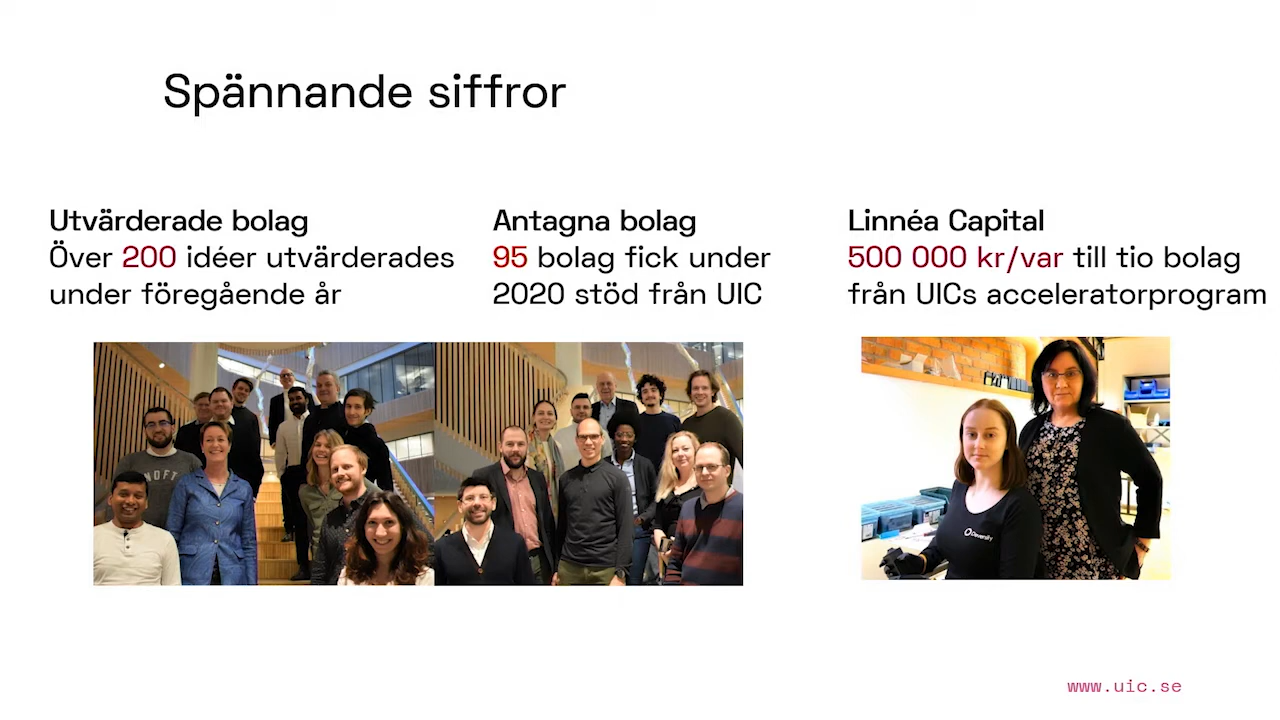 Spännande siffror
Utvärderade bolag
Över 200 idéer utvärderades
under föregående år
Antagna bolag
95 bolag fick under
2020 stöd från UIC
Linnéa Capital
500 000 kr/var till tio bolag
från UICs acceleratorprogram
www.uic.se